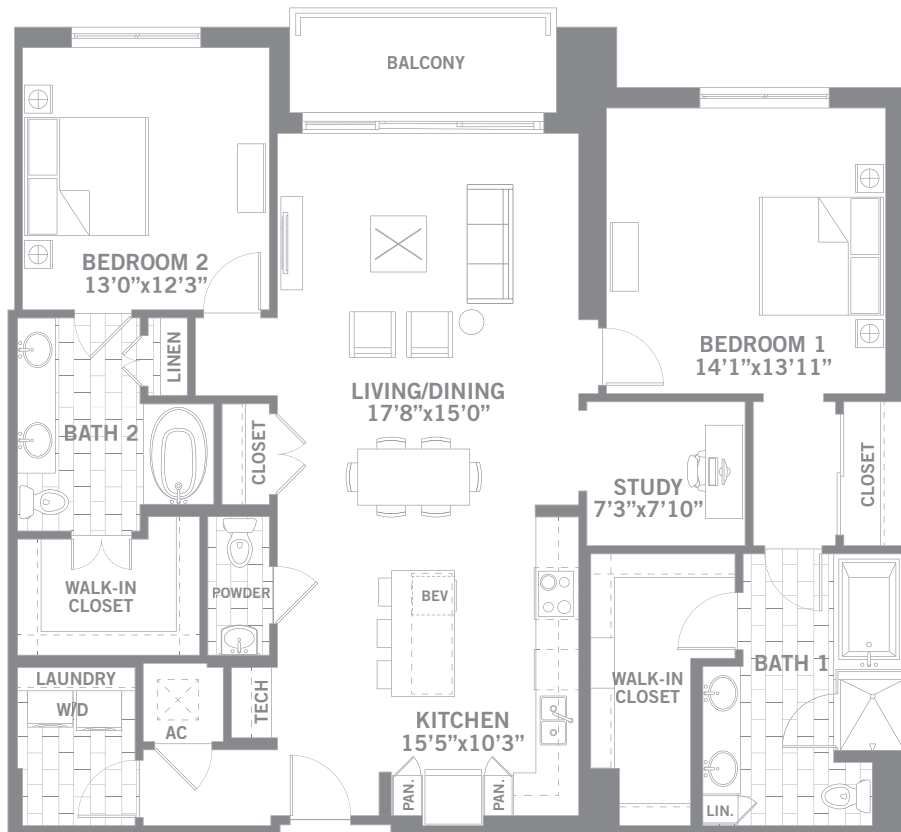 BALCONY
BEDROOM 2
13’0”x12’3”
BEDROOM 1
14’1”x13’11”
LINEN
LIVING/DINING
17’8”x15’0”
BATH 2
CLOSET
CLOSET
STUDY
7’3”x7’10”
WALK-IN
CLOSET
POWDER
BEV
BATH 1
WALK-IN
CLOSET
LAUNDRY
W/D
TECH
AC
KITCHEN
15’5”x10’3”
PAN.
PAN.
LIN.